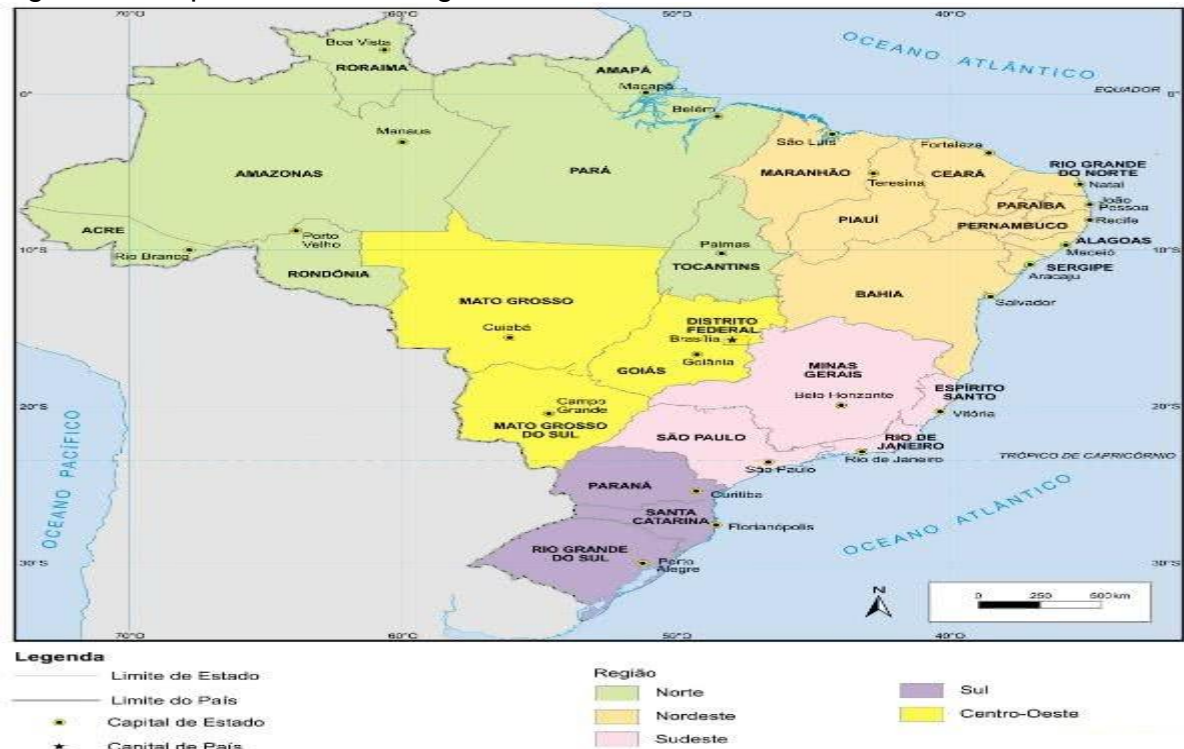 70°O
60°O
50°O
40°O
OCEANO ATLÂNTICO
Boa Vista
RORAIMA
AMAPÁ
Macapá
EQUADOR
0°
0°
Belém
Manaus
São Luís
Fortaleza
RIO GRANDE
DO NORTE
AMAZONAS
PARÁ
MARANHÃO
CEARÁ
Teresina
Natal
João
Pessoa
PARAÍBA
ACRE
PIAUÍ
PERNAMBUCO
Recife
Porto
Velho
Palmas
ALAGOAS
Maceió
10°S
10°S
Rio Branco
RONDÔNIA
TOCANTINS
SERGIPE
Aracaju
MATO GROSSO
BAHIA
Salvador
Cuiabá
DISTRITO
FEDERAL
Brasília
GOIÁS
Goiânia
MINAS
GERAIS
Belo Horizonte
ESPÍRITO
SANTO
Vitória
20°S
20°S
Campo
Grande
MATO GROSSO
DO SUL
SÃO PAULO
São Paulo
RIO DE
JANEIRO
Rio de Janeiro
TRÓPICO DE CAPRICÓRNIO
OCEANO PACÍFICO
PARANÁ
Curitiba
SANTA
CATARINA
Florianópolis
OCEANO ATLÂNTICO
RIO GRANDE
DO SUL
Porto
Alegre
30°S
30°S
N
0 250 500 km
70°O
60°O
50°O
40°O
Legenda
Limite de Estado
Limite do País
Capital de Estado
Capital de País
Região
Norte
Nordeste
Sudeste
Sul
Centro-Oeste